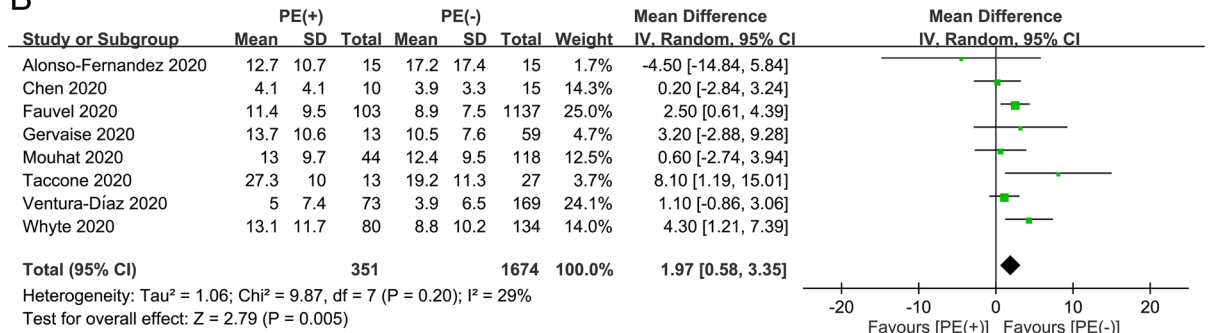 B
PE(+) PE(-) Mean Difference Mean Difference
Study or Subgroup Mean SD Total Mean SD Total Weight IV, Random, 95% CI IV, Random, 95% CI
Alonso-Fernandez 2020 12.7 10.7 15 17.2 17.4 15 1.7% -4.50 [-14.84, 5.84]
Chen 2020 4.1 4.1 10 3.9 3.3 15 14.3% 0.20 [-2.84, 3.24]
Fauvel 2020 11.4 9.5 103 8.9 7.5 1137 25.0% 2.50 [0.61, 4.39]
Gervaise 2020 13.7 10.6 13 10.5 7.6 59 4.7% 3.20 [-2.88, 9.28]
Mouhat 2020 13 9.7 44 12.4 9.5 118 12.5% 0.60 [-2.74, 3.94]
Taccone 2020 27.3 10 13 19.2 11.3 27 3.7% 8.10 [1.19, 15.01]
Ventura-Díaz 2020 5 7.4 73 3.9 6.5 169 24.1% 1.10 [-0.86, 3.06]
Whyte 2020 13.1 11.7 80 8.8 10.2 134 14.0% 4.30 [1.21, 7.39]
Total (95% CI) 351 1674 100.0% 1.97 [0.58, 3.35]
Heterogeneity: Tau² = 1.06; Chi² = 9.87, df = 7 (P = 0.20); I² = 29%
Test for overall effect: Z = 2.79 (P = 0.005)
-20 -10 0 10 20
Favours [PE(+)] Favours [PE(-)]